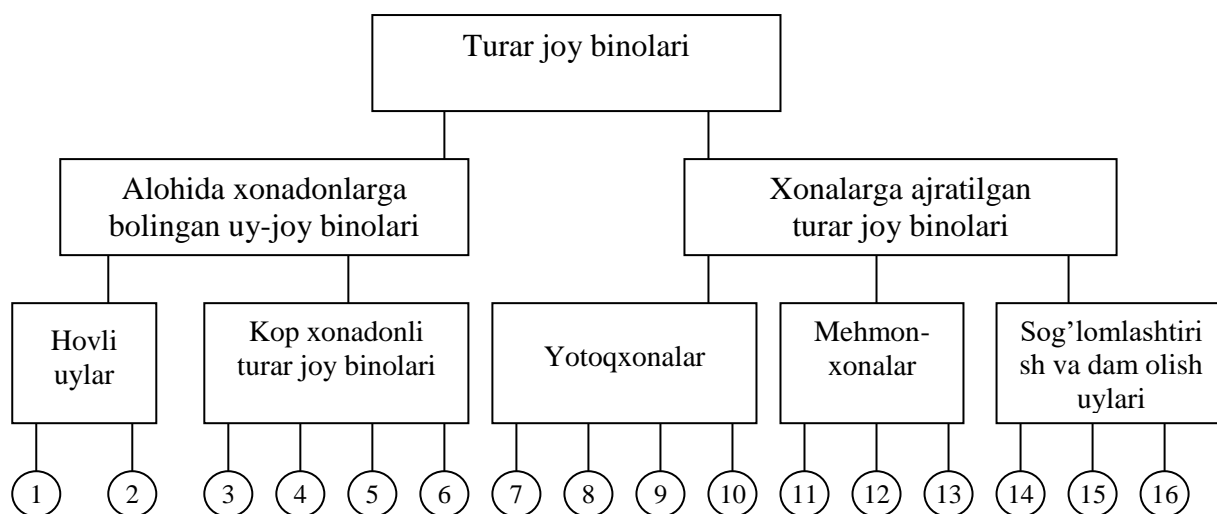 Turar joy binolari
Alohida xonadonlarga
bolingan uy-joy binolari
Xonalarga ajratilgan
turar joy binolari
Hovli
uylar
Kop xonadonli
turar joy binolari
Yotoqxonalar
Mehmon-
xonalar
Sog’lomlashtiri
sh va dam olish
uylari
1
2
3
4
5
6
7
8
9
10
11
12
13
14
15
16